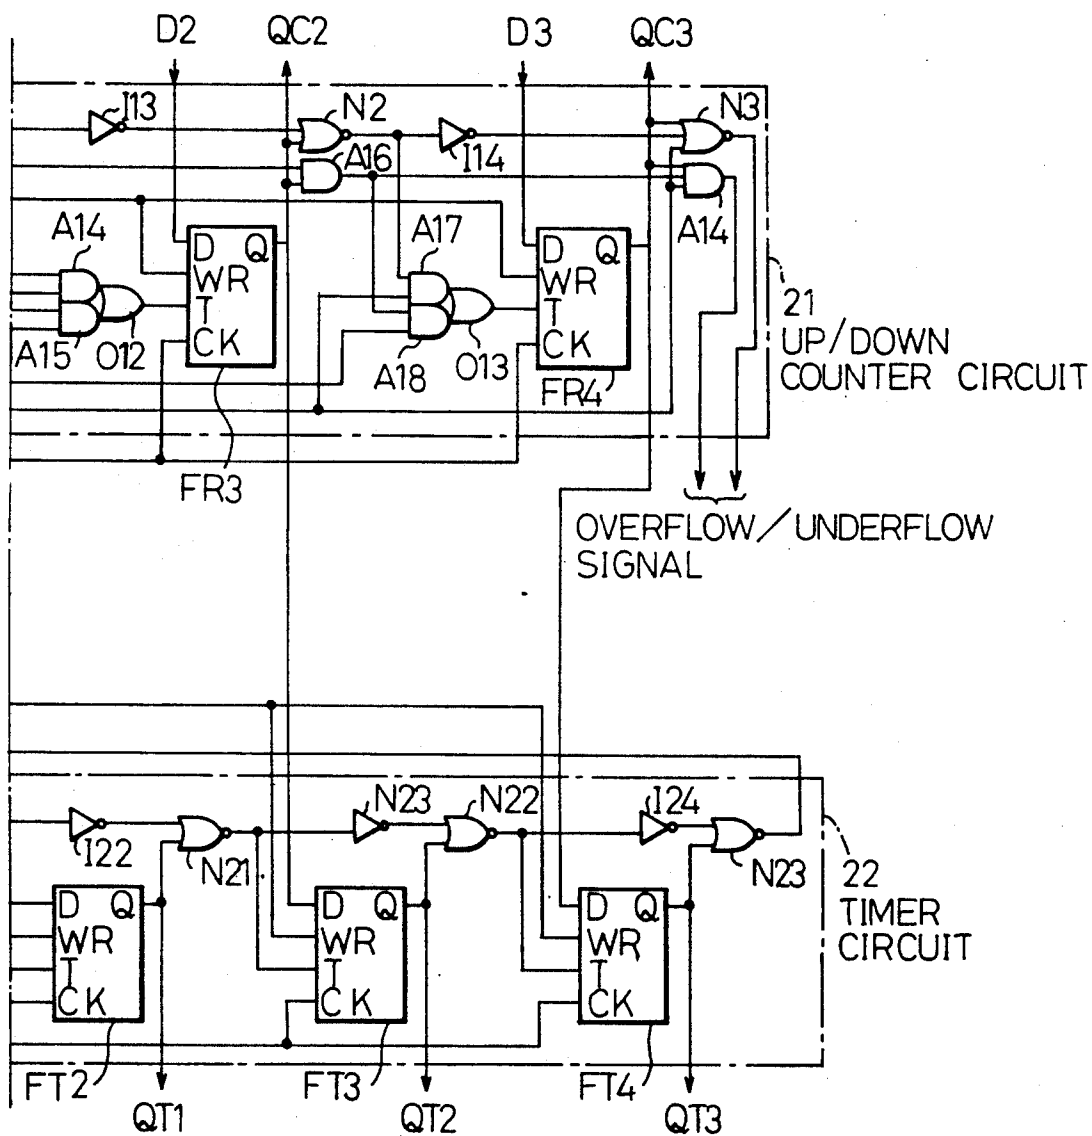 D2 QC2 D3 QC3
I13 N2 I14 N3
A16
A14 A17 A14
D Q D Q
WR WR
T T
CK CK
A15 O12 A18 O13
FR4
FR3
21
UP/DOWN
COUNTER CIRCUIT
OVERFLOW/UNDERFLOW
SIGNAL
N23 N22 I24
I22 N21 N23
22
TIMER
CIRCUIT
D Q D Q D Q
WR WR WR
T T T
CK CK CK
FT2 FT3 FT4
QT1 QT2 QT3